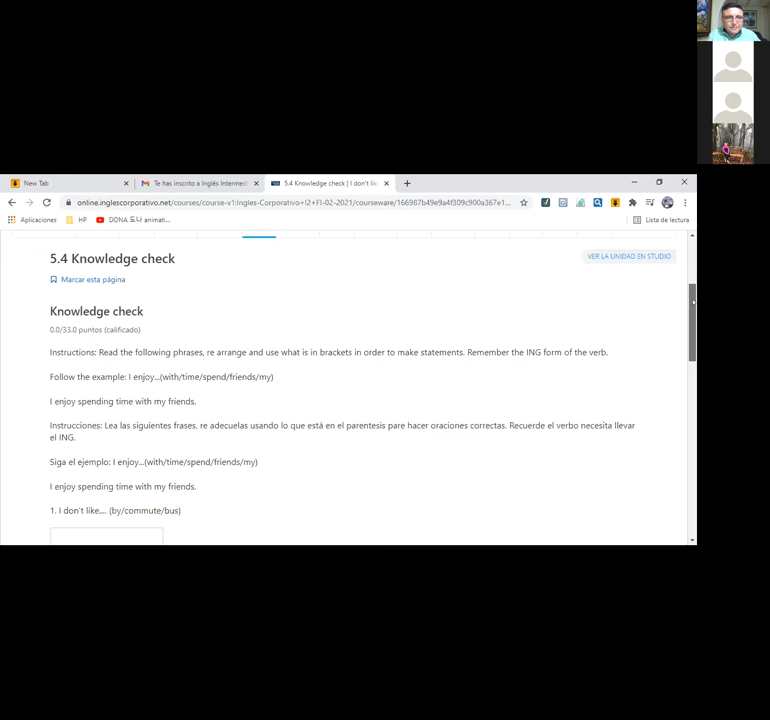 New Tab
Te has inscrito a Inglés Intermedi
5.4 Knowledge check | I don't lik
online.inglescorporativo.net/courses/course-v1:Ingles-Corporativo+I2+FI-02-2021/courseware/166987b49e9a4f309c900a367e1...
Aplicaciones
HP
DONA 도나 animati...
Lista de lectura
5.4 Knowledge check
VER LA UNIDAD EN STUDIO
Marcar esta página
Knowledge check
0.0/33.0 puntos (calificado)
Instructions: Read the following phrases, re arrange and use what is in brackets in order to make statements. Remember the ING form of the verb.
Follow the example: I enjoy...(with/time/spend/friends/my)
I enjoy spending time with my friends.
Instrucciones: Lea las siguientes frases, re adecuelas usando lo que está en el parentesis pare hacer oraciones correctas. Recuerde el verbo necesita llevar
el ING.
Siga el ejemplo: I enjoy...(with/time/spend/friends/my)
I enjoy spending time with my friends.
1. I don't like.... (by/commute/bus)